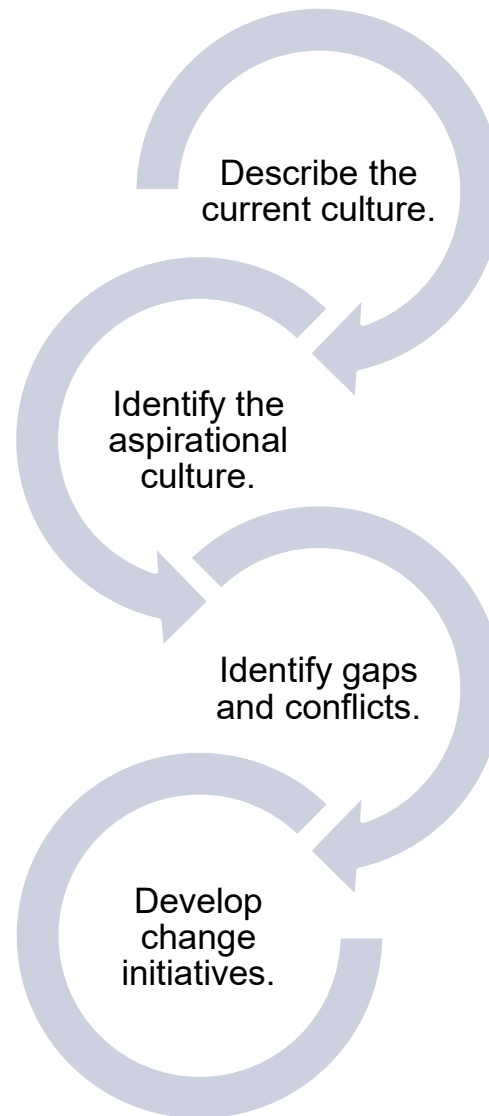 Describe the
current culture.
Identify the
aspirational
culture.
Identify gaps
and conflicts.
Develop
change
initiatives.